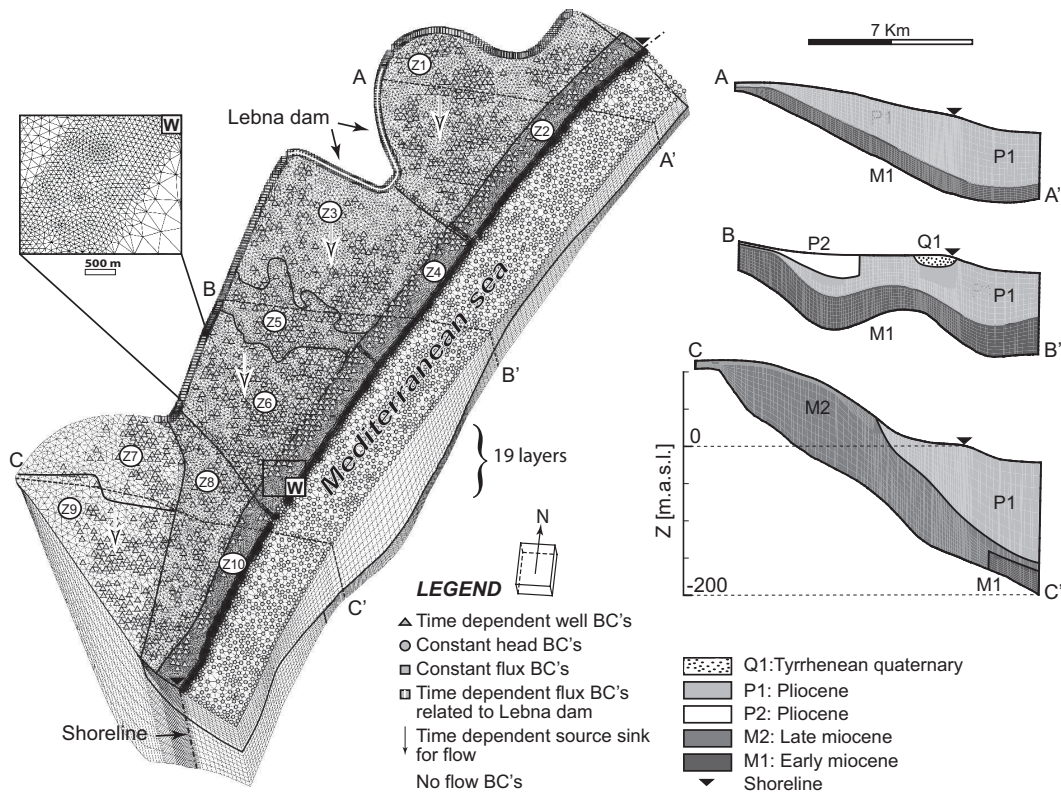 Z1
A
Lebna dam
Z2
W
A'
Z3
Z4
500 m
B
Z5
Mediterranean sea
B'
Z6
19 layers
Z7
C
Z8
W
Z9
Z10
N
C'
Shoreline
LEGEND
Time dependent well BC's
Constant head BC's
Constant flux BC's
Time dependent flux BC's
related to Lebna dam
Time dependent source sink
for flow
No flow BC's
7 Km
A
P1
P1
M1
A'
B
P2
Q1
P1
M1
B'
C
M2
0
Z [m.a.s.l.]
P1
-200
M1
C'
Q1:Tyrrhenean quaternary
P1: Pliocene
P2: Pliocene
M2: Late miocene
M1: Early miocene
Shoreline